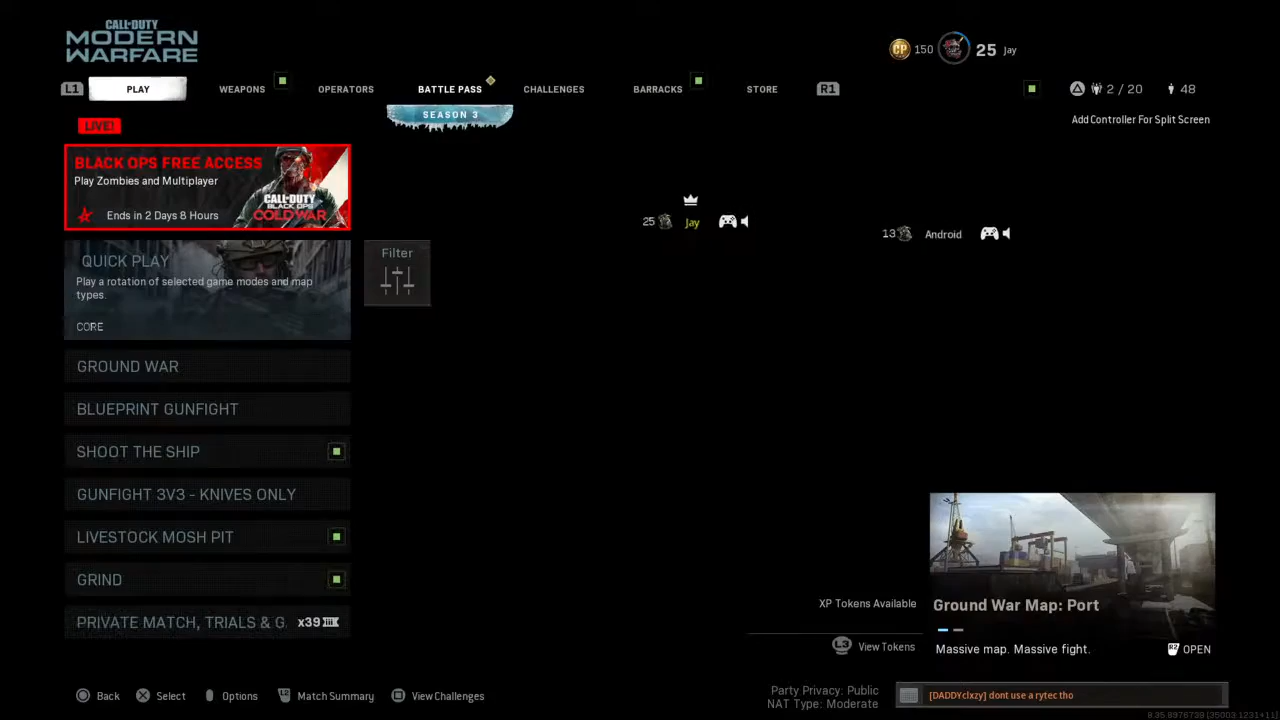 CALL·DUTY
MODERN
WARFARE
CP 150 25 Jay
L1 PLAY WEAPONS OPERATORS BATTLE PASS CHALLENGES BARRACKS STORE R1 2 / 20 48
SEASON 3
Add Controller For Split Screen
LIVE!
BLACK OPS FREE ACCESS
Play Zombies and Multiplayer
CALL·DUTY
BLACK OPS
COLD WAR
Ends in 2 Days 8 Hours
25 Jay
13 Android
QUICK PLAY
Play a rotation of selected game modes and map
types.
CORE
Filter
GROUND WAR
BLUEPRINT GUNFIGHT
SHOOT THE SHIP
GUNFIGHT 3V3 - KNIVES ONLY
LIVESTOCK MOSH PIT
GRIND
PRIVATE MATCH, TRIALS & G. x39
XP Tokens Available
L3 View Tokens
Ground War Map: Port
Massive map. Massive fight.
R2 OPEN
Back Select Options L2 Match Summary View Challenges
Party Privacy: Public
NAT Type: Moderate
[DADDYclxzy] dont use a rytec tho